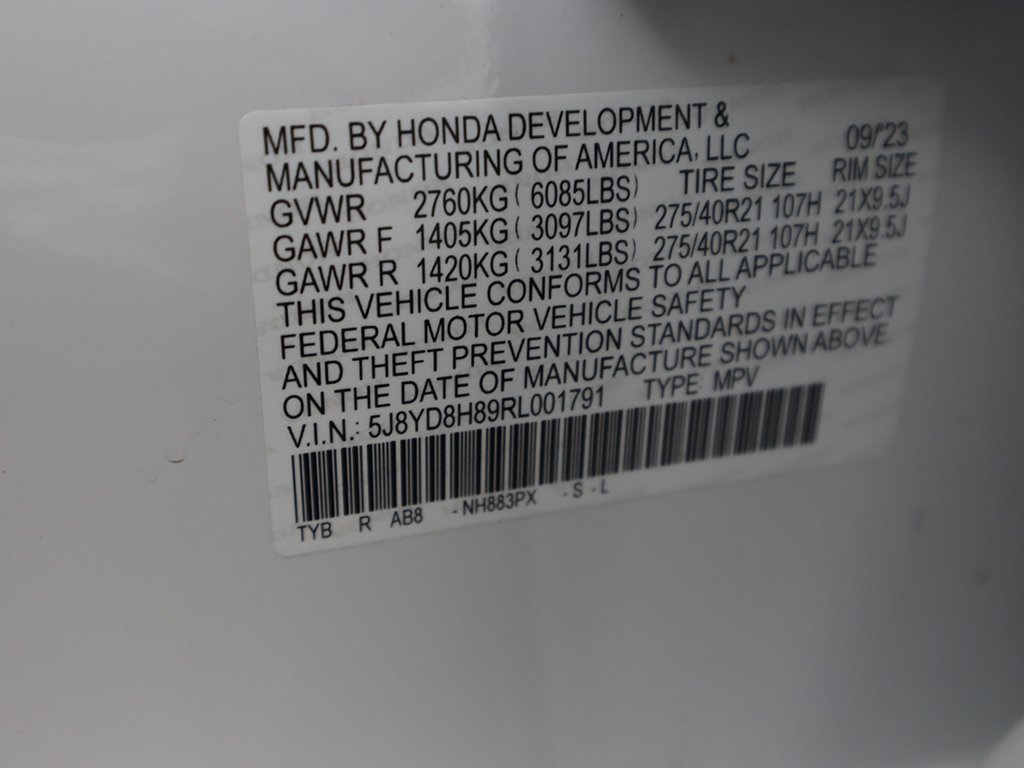 MFD. BY HONDA DEVELOPMENT &
MANUFACTURING OF AMERICA, LLC 09/'23
GVWR 2760KG ( 6085LBS) TIRE SIZE RIM SIZE
GAWR F 1405KG ( 3097LBS) 275/40R21 107H 21X9.5J
GAWR R 1420KG ( 3131LBS) 275/40R21 107H 21X9.5J
THIS VEHICLE CONFORMS TO ALL APPLICABLE
FEDERAL MOTOR VEHICLE SAFETY
AND THEFT PREVENTION STANDARDS IN EFFECT
ON THE DATE OF MANUFACTURE SHOWN ABOVE.
V.I.N.: 5J8YD8H89RL001791 TYPE: MPV
TYB R AB8 -NH883PX -S-L